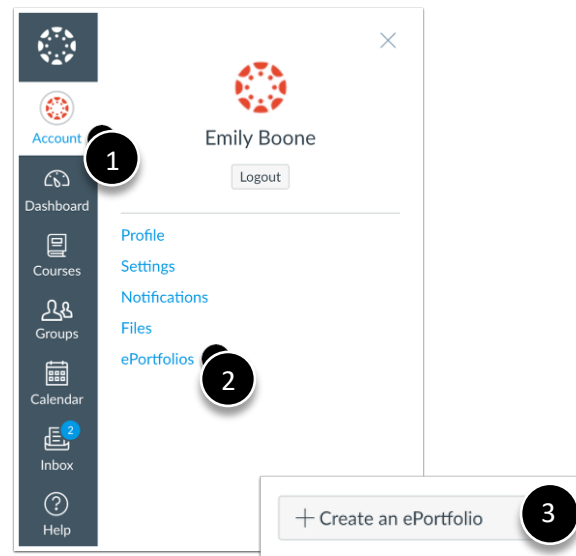 Account
1
Dashboard
Courses
Groups
Calendar
2
Inbox
Help
Emily Boone
Logout
Profile
Settings
Notifications
Files
ePortfolios
2
+ Create an ePortfolio
3